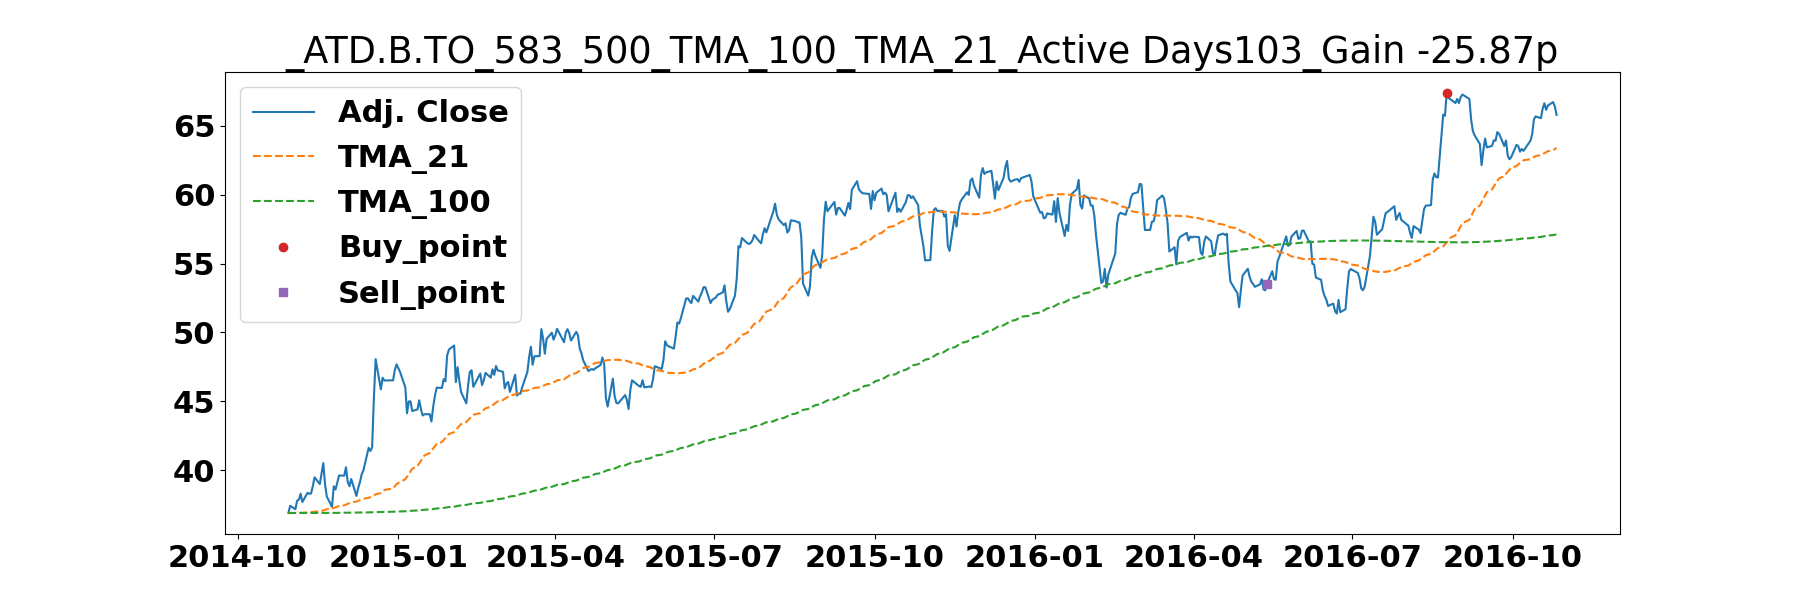 _ATD.B.TO_583_500_TMA_100_TMA_21_Active Days103_Gain -25.87p
Adj. Close
TMA_21
TMA_100
Buy_point
Sell_point
65
60
55
50
45
40
2014-10 2015-01 2015-04 2015-07 2015-10 2016-01 2016-04 2016-07 2016-10